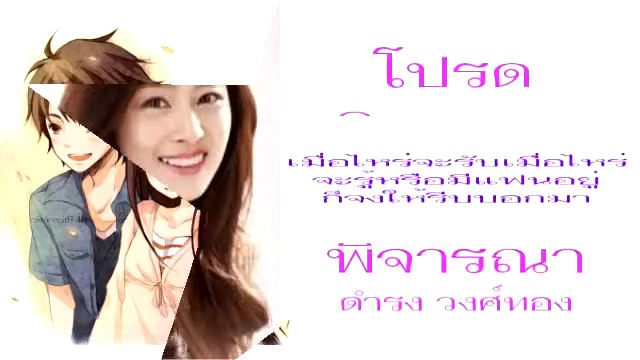 โปรด
เมื่อไหร่จะรับเมื่อไหร่
จะรู้หรือมีแฟนอยู่
ก็จงให้รีบบอกมา
พิจารณา
ดำรง วงศ์ทอง